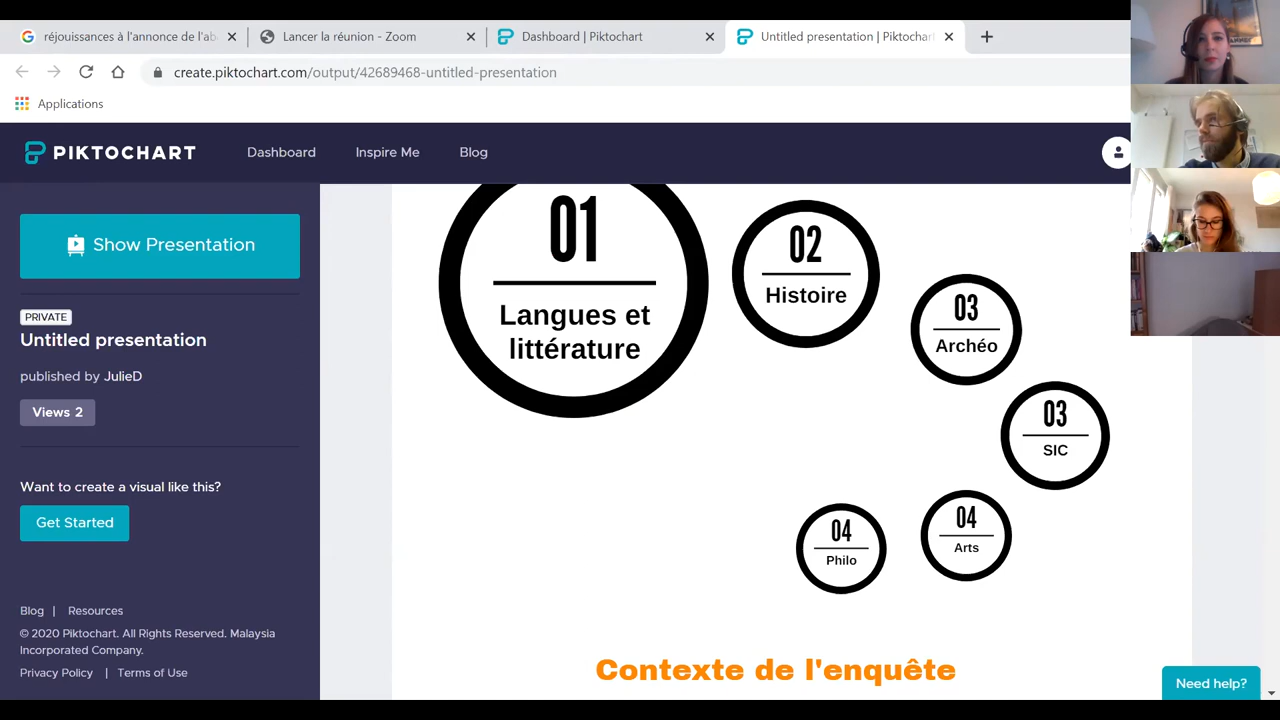 réjouissances à l'annonce de l'ab
Lancer la réunion - Zoom
Dashboard | Piktochart
Untitled presentation | Piktochart
create.piktochart.com/output/42689468-untitled-presentation
Applications
PIKTOCHART
Dashboard
Inspire Me
Blog
Show Presentation
PRIVATE
Untitled presentation
published by JulieD
Views 2
Want to create a visual like this?
Get Started
Blog | Resources
© 2020 Piktochart. All Rights Reserved. Malaysia
Incorporated Company.
Privacy Policy | Terms of Use
01
Langues et
littérature
02
Histoire
03
Archéo
03
SIC
04
Arts
04
Philo
Contexte de l'enquête
Need help?